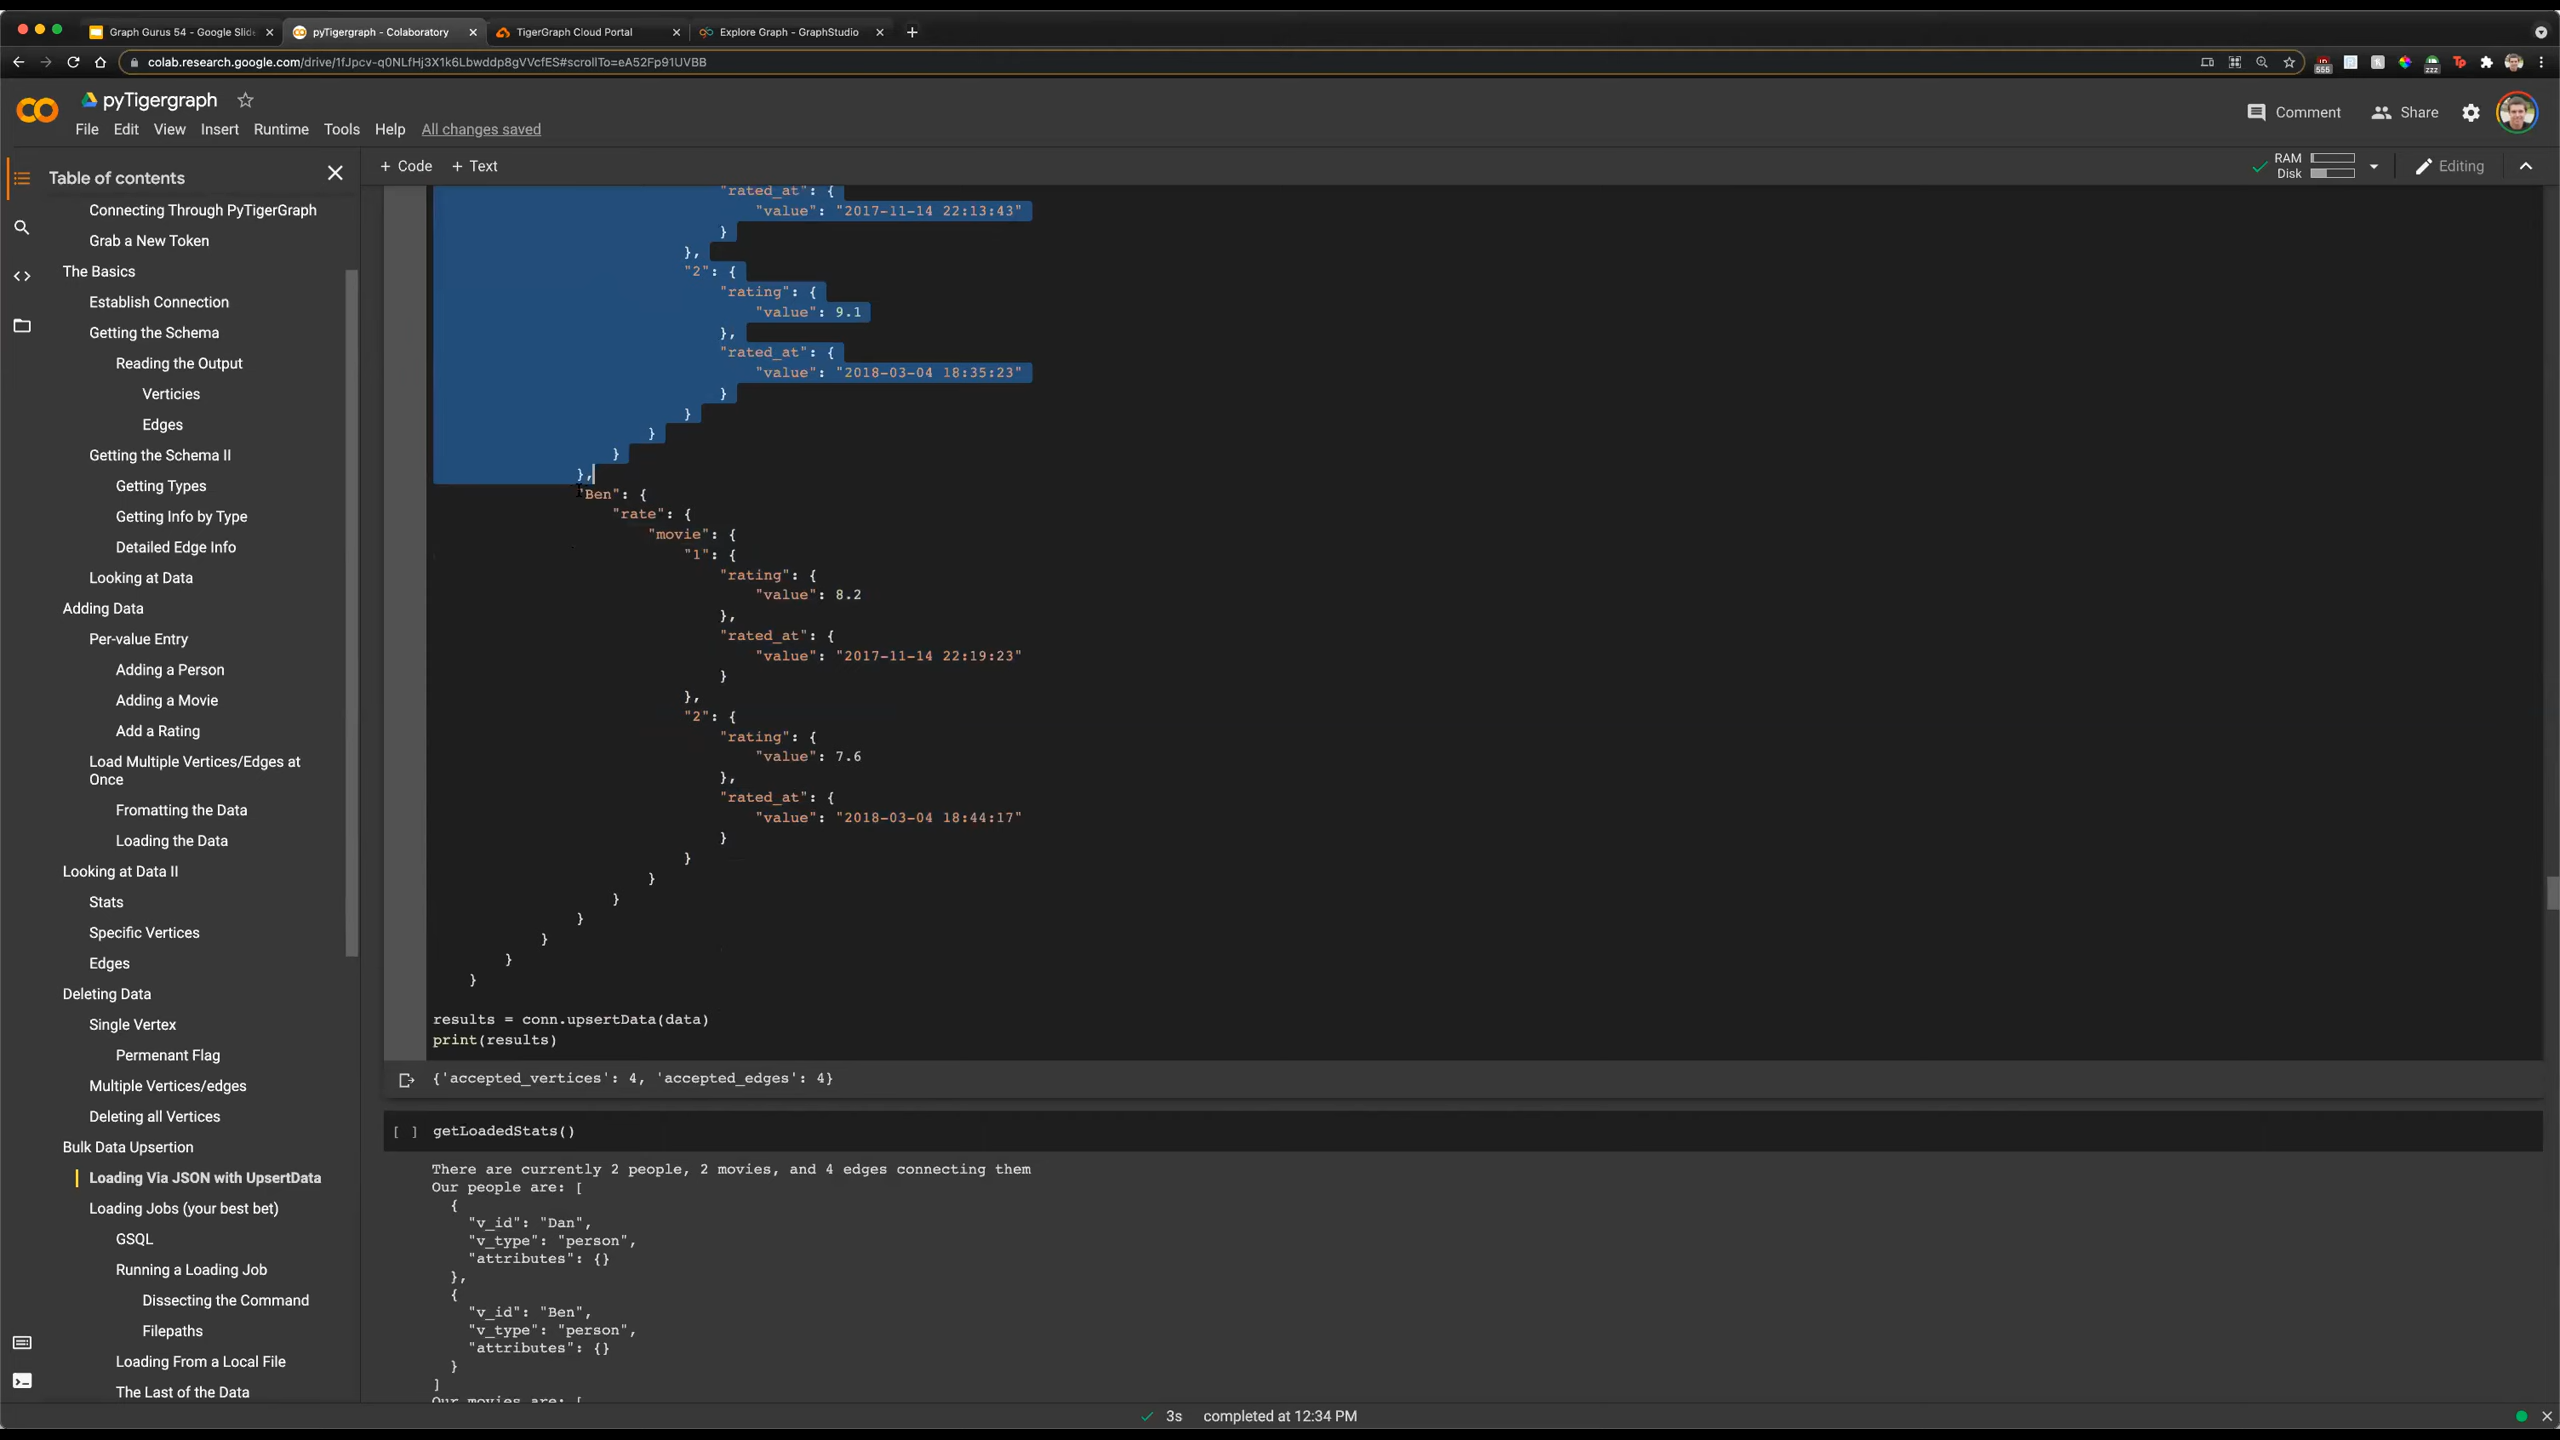 Graph Gurus 54 - Google Slide
pyTigergraph - Colaboratory
TigerGraph Cloud Portal
Explore Graph - GraphStudio
colab.research.google.com/drive/1fJpcv-q0NLfHj3X1k6Lbwddp8gVVcfES#scrollTo=eA52Fp91UVBB
pyTigergraph
File Edit View Insert Runtime Tools Help All changes saved
Comment Share
+ Code + Text
RAM
Disk
Editing
Table of contents
Connecting Through PyTigerGraph
Grab a New Token
The Basics
Establish Connection
Getting the Schema
Reading the Output
Verticies
Edges
Getting the Schema II
Getting Types
Getting Info by Type
Detailed Edge Info
Looking at Data
Adding Data
Per-value Entry
Adding a Person
Adding a Movie
Add a Rating
Load Multiple Vertices/Edges at
Once
Fromatting the Data
Loading the Data
Looking at Data II
Stats
Specific Vertices
Edges
Deleting Data
Single Vertex
Permenant Flag
Multiple Vertices/edges
Deleting all Vertices
Bulk Data Upsertion
Loading Via JSON with UpsertData
Loading Jobs (your best bet)
GSQL
Running a Loading Job
Dissecting the Command
Filepaths
Loading From a Local File
The Last of the Data
"rated_at": {
"value": "2017-11-14 22:13:43"
}
},
"2": {
"rating": {
"value": 9.1
},
"rated_at": {
"value": "2018-03-04 18:35:23"
}
}
}
}
},
"Ben": {
"rate": {
"movie": {
"1": {
"rating": {
"value": 8.2
},
"rated_at": {
"value": "2017-11-14 22:19:23"
}
},
"2": {
"rating": {
"value": 7.6
},
"rated_at": {
"value": "2018-03-04 18:44:17"
}
}
}
}
}
}
}
}
results = conn.upsertData(data)
print(results)
{'accepted_vertices': 4, 'accepted_edges': 4}
[ ] getLoadedStats()
There are currently 2 people, 2 movies, and 4 edges connecting them
Our people are: [
{
"v_id": "Dan",
"v_type": "person",
"attributes": {}
},
{
"v_id": "Ben",
"v_type": "person",
"attributes": {}
}
]
Our movies are: [
3s completed at 12:34 PM